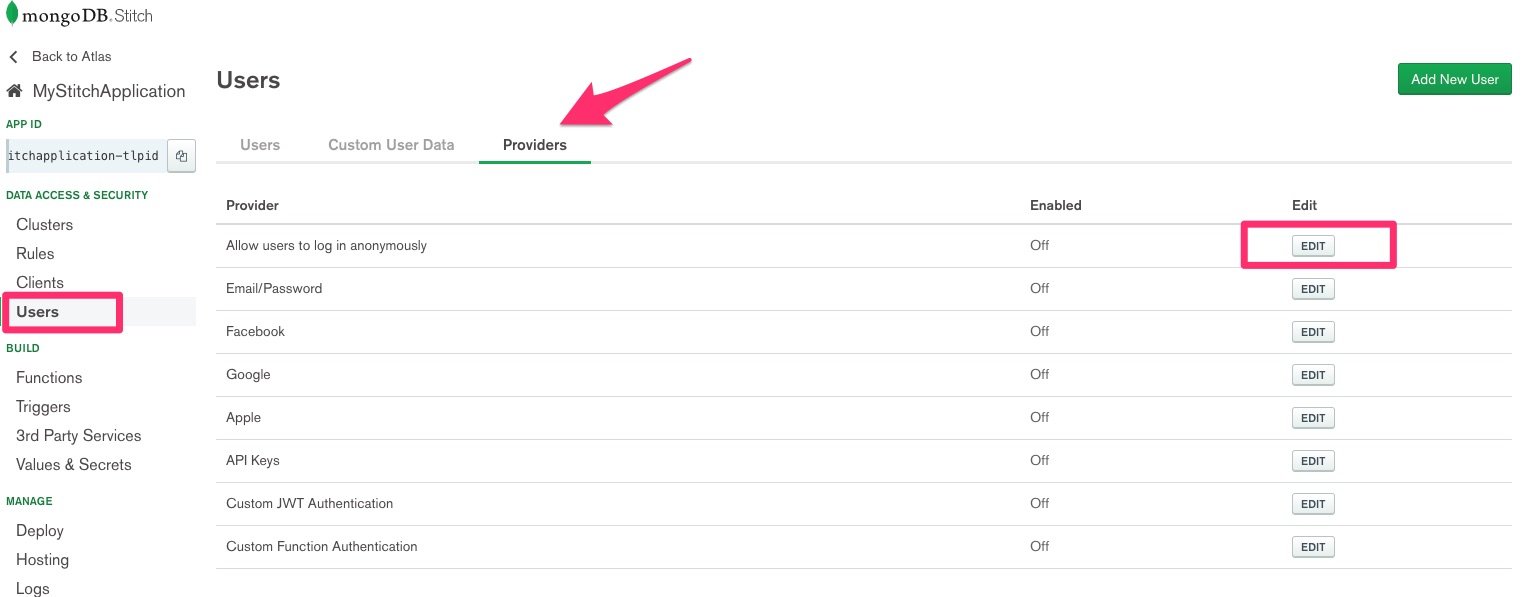 mongoDB.Stitch
Back to Atlas
MyStitchApplication
APP ID
itchapplication-tlpid
DATA ACCESS & SECURITY
Clusters
Rules
Clients
Users
BUILD
Functions
Triggers
3rd Party Services
Values & Secrets
MANAGE
Deploy
Hosting
Logs
Users
Add New User
Users Custom User Data Providers
Provider Enabled Edit
Allow users to log in anonymously Off EDIT
Email/Password Off EDIT
Facebook Off EDIT
Google Off EDIT
Apple Off EDIT
API Keys Off EDIT
Custom JWT Authentication Off EDIT
Custom Function Authentication Off EDIT